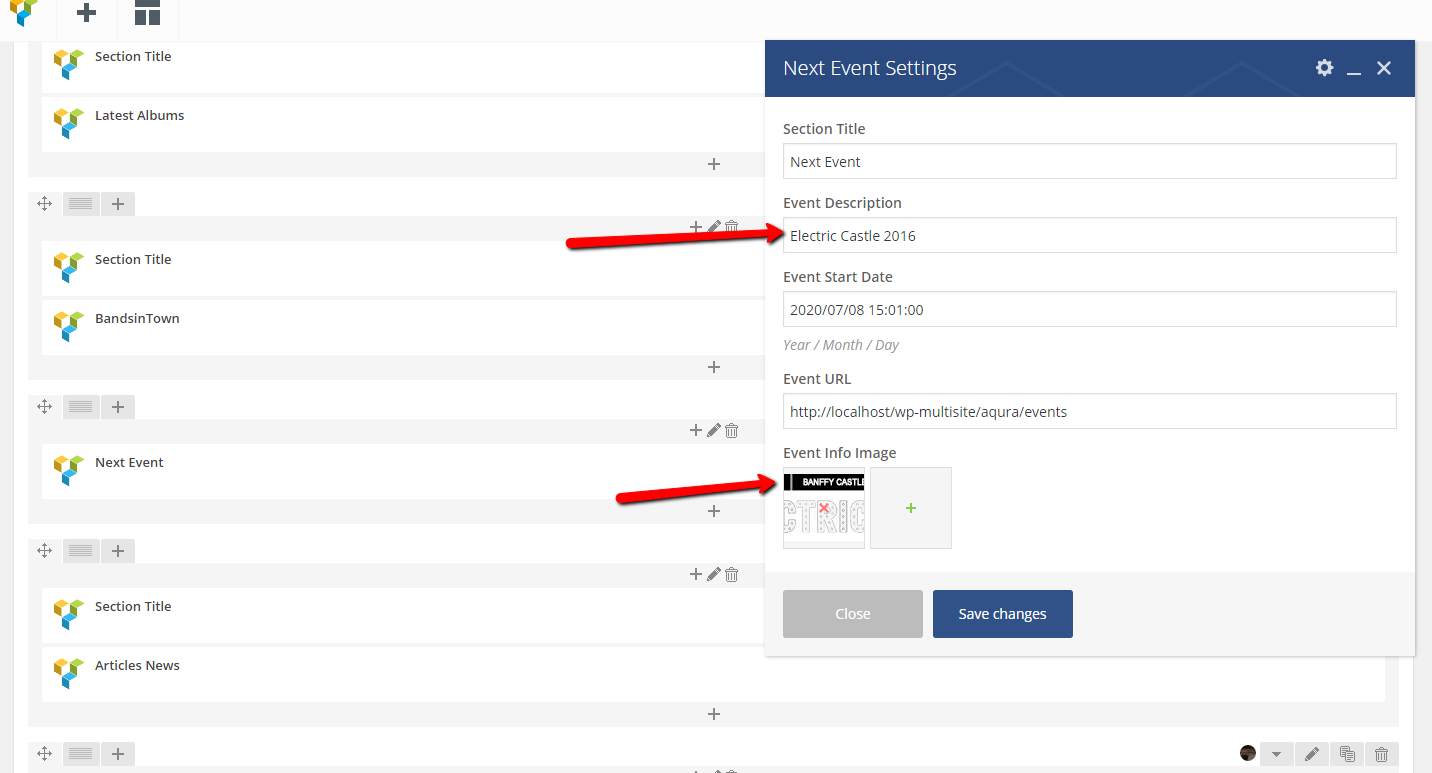 Section Title
Latest Albums
Section Title
BandsinTown
Next Event
Section Title
Articles News
Next Event Settings
Section Title
Next Event
Event Description
Electric Castle 2016
Event Start Date
2020/07/08 15:01:00
Year / Month / Day
Event URL
http://localhost/wp-multisite/aqura/events
Event Info Image
BANFFY CASTLE
CTRIC
Close
Save changes